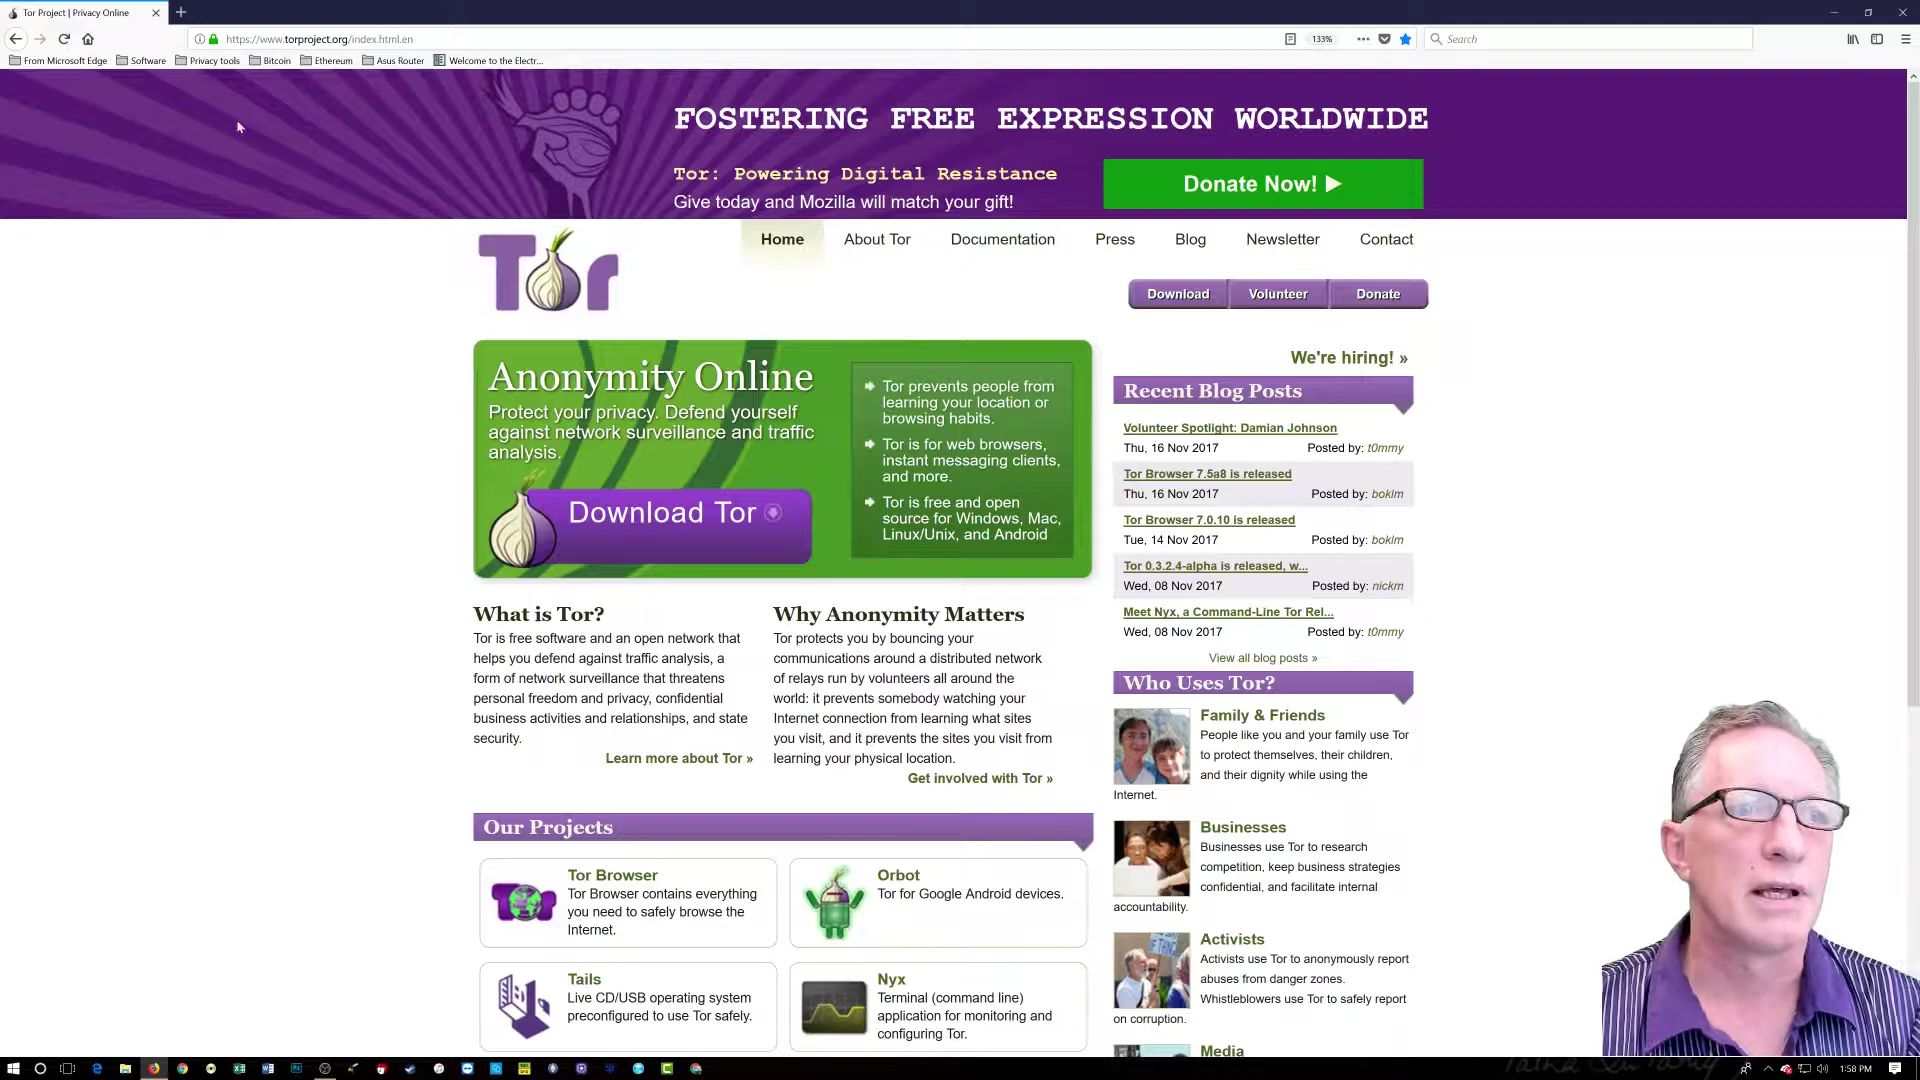 Tor Project | Privacy Online
https://www.torproject.org/index.html.en
133%
Search
From Microsoft Edge
Software
Privacy tools
Bitcoin
Ethereum
Asus Router
Welcome to the Electr...
FOSTERING FREE EXPRESSION WORLDWIDE
Tor: Powering Digital Resistance
Give today and Mozilla will match your gift!
Donate Now!
Tor
Home
About Tor
Documentation
Press
Blog
Newsletter
Contact
Download
Volunteer
Donate
Anonymity Online
Protect your privacy. Defend yourself
against network surveillance and traffic
analysis.
Download Tor
Tor prevents people from
learning your location or
browsing habits.
Tor is for web browsers,
instant messaging clients,
and more.
Tor is free and open
source for Windows, Mac,
Linux/Unix, and Android
What is Tor?
Tor is free software and an open network that
helps you defend against traffic analysis, a
form of network surveillance that threatens
personal freedom and privacy, confidential
business activities and relationships, and state
security.
Learn more about Tor »
Why Anonymity Matters
Tor protects you by bouncing your
communications around a distributed network
of relays run by volunteers all around the
world: it prevents somebody watching your
Internet connection from learning what sites
you visit, and it prevents the sites you visit from
learning your physical location.
Get involved with Tor »
Our Projects
Tor Browser
Tor Browser contains everything
you need to safely browse the
Internet.
Orbot
Tor for Google Android devices.
Tails
Live CD/USB operating system
preconfigured to use Tor safely.
Nyx
Terminal (command line)
application for monitoring and
configuring Tor.
We're hiring! »
Recent Blog Posts
Volunteer Spotlight: Damian Johnson
Thu, 16 Nov 2017 Posted by: t0mmy
Tor Browser 7.5a8 is released
Thu, 16 Nov 2017 Posted by: boklm
Tor Browser 7.0.10 is released
Tue, 14 Nov 2017 Posted by: boklm
Tor 0.3.2.4-alpha is released, w...
Wed, 08 Nov 2017 Posted by: nickm
Meet Nyx, a Command-Line Tor Rel...
Wed, 08 Nov 2017 Posted by: t0mmy
View all blog posts »
Who Uses Tor?
Family & Friends
People like you and your family use Tor
to protect themselves, their children,
and their dignity while using the
Internet.
Businesses
Businesses use Tor to research
competition, keep business strategies
confidential, and facilitate internal
accountability.
Activists
Activists use Tor to anonymously report
abuses from danger zones.
Whistleblowers use Tor to safely report
on corruption.
Media
1:58 PM